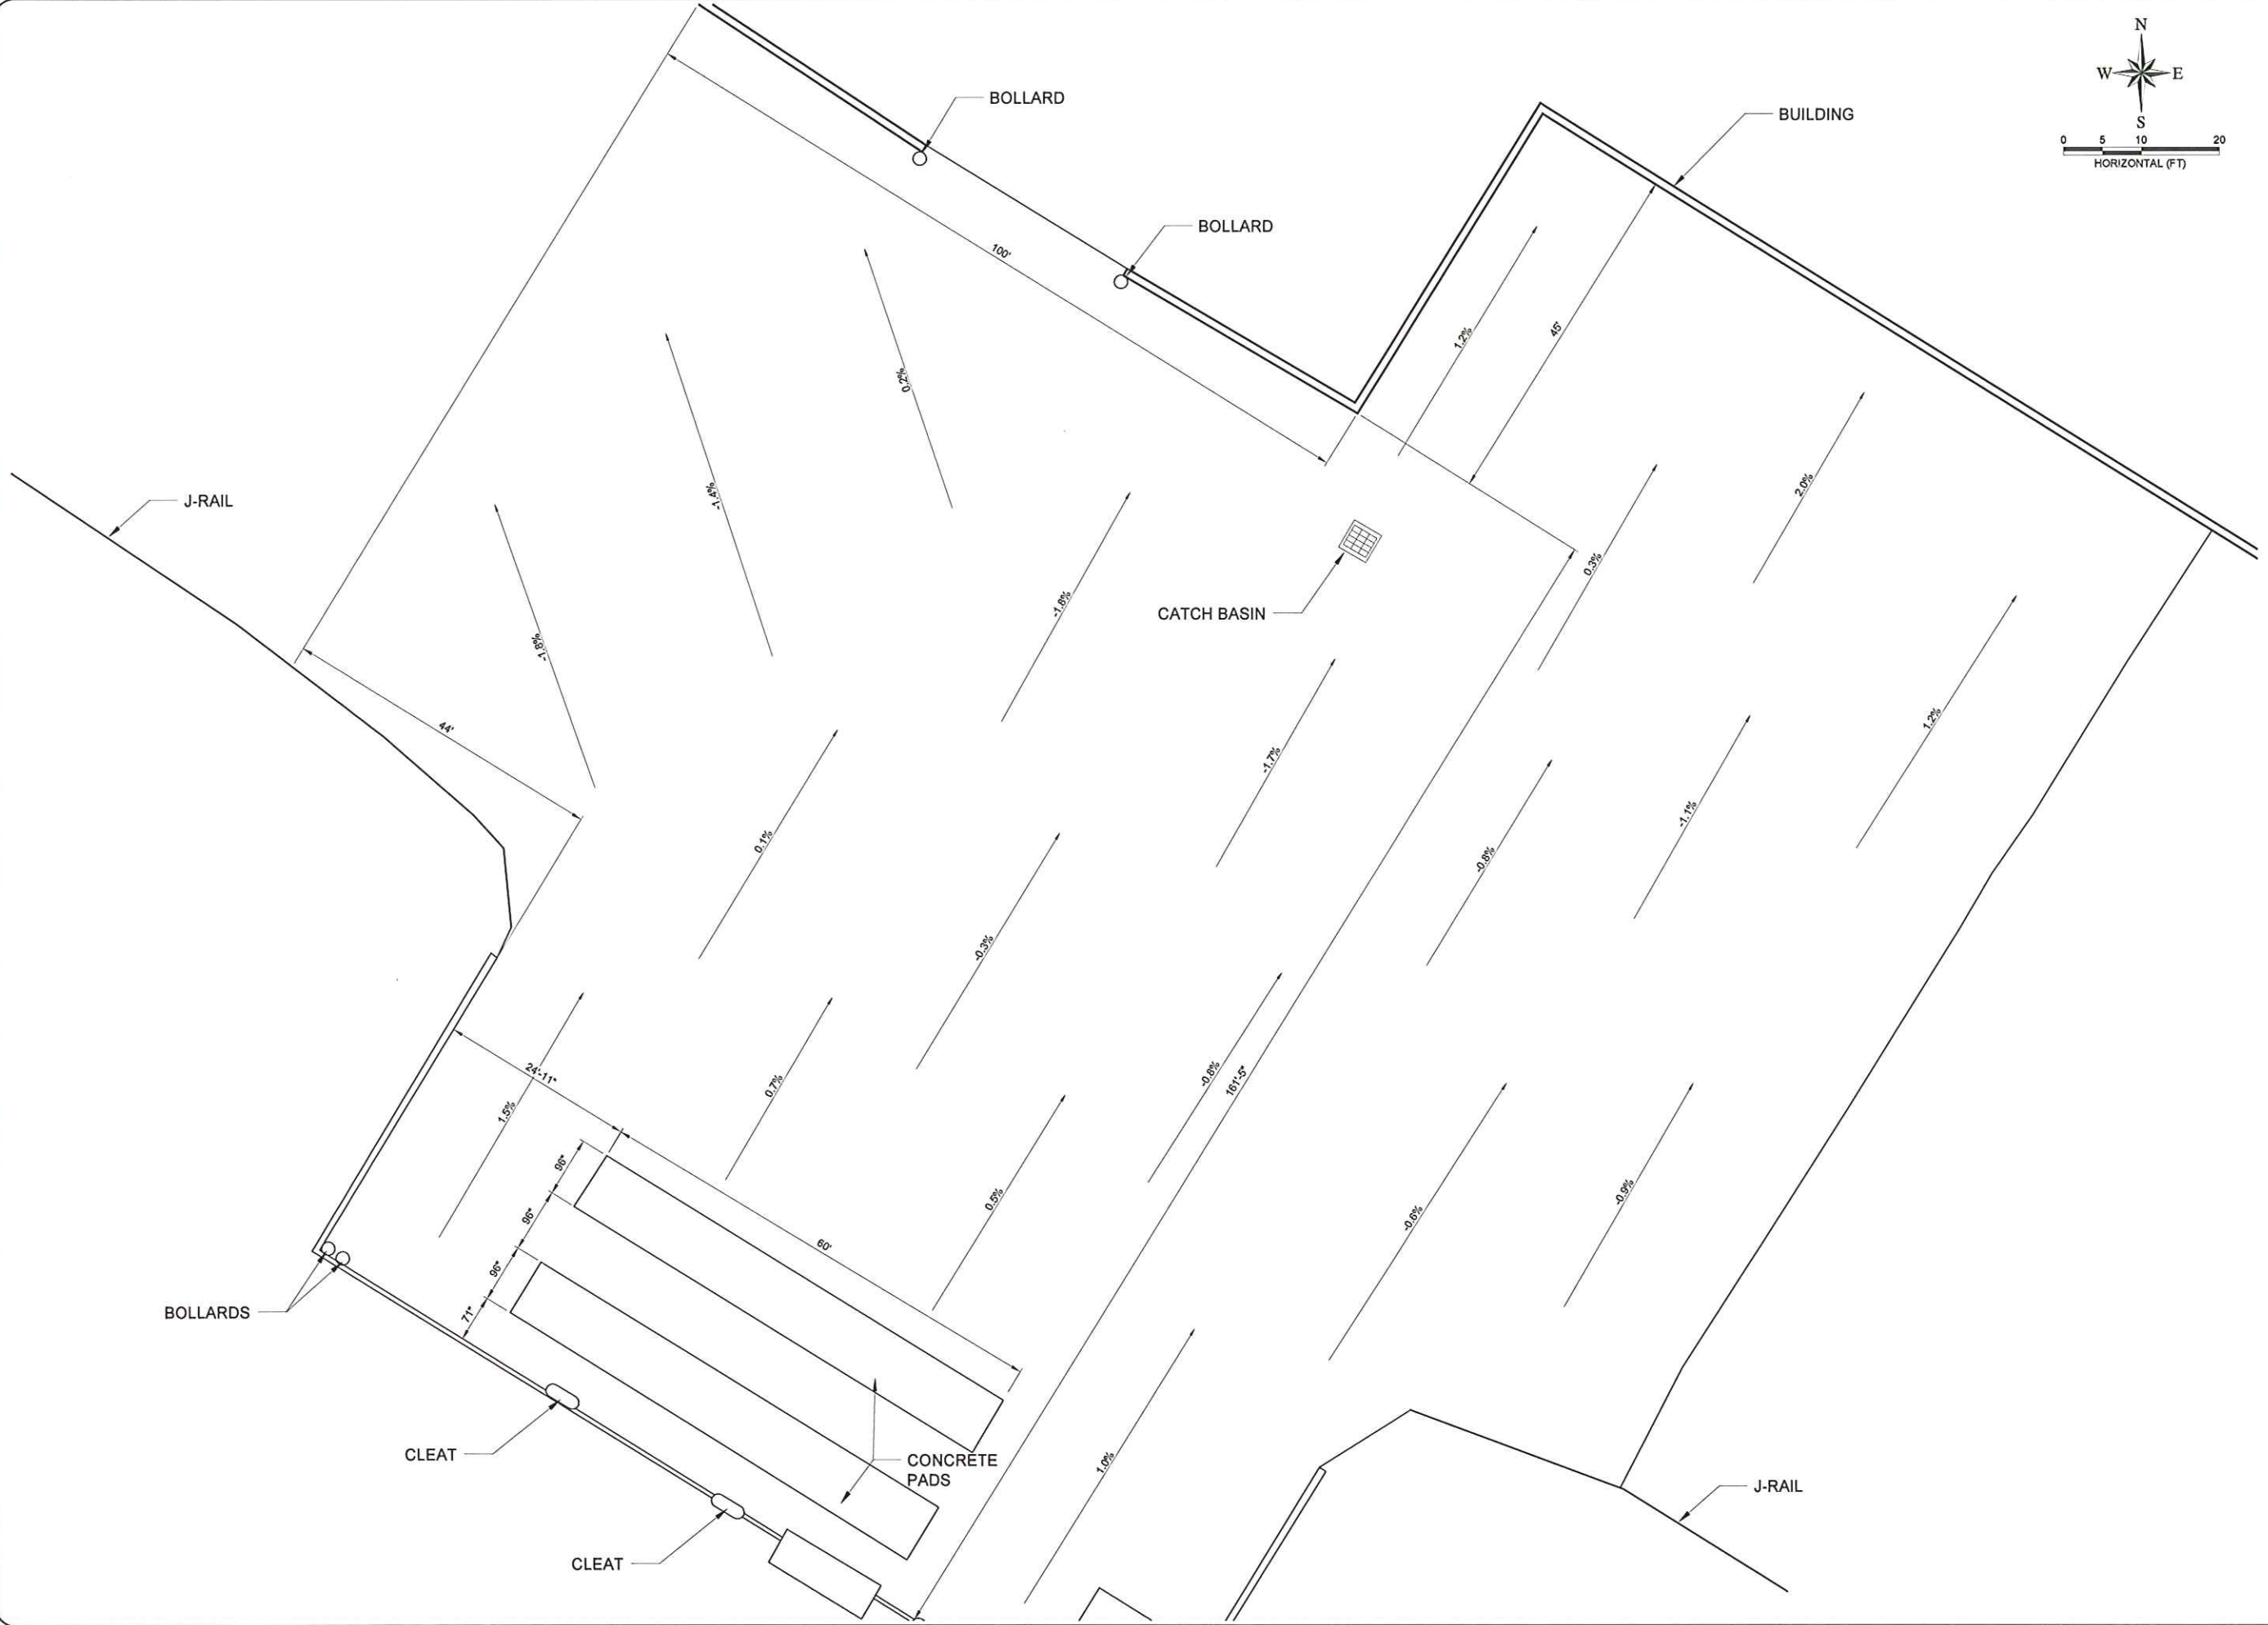 N
BOLLARD
BUILDING
W
E
S
0 5 10 20
HORIZONTAL (FT)
BOLLARD
100'
1.2%
45'
0.2%
2.0%
-1.4%
J-RAIL
0.3%
-1.8%
CATCH BASIN
-1.8%
44'
1.2%
-1.7%
-1.1%
0.1%
-0.8%
-0.3%
24'-11"
-0.8%
161'-5"
0.7%
1.5%
96"
-0.9%
0.5%
96"
-0.6%
60'
96"
BOLLARDS
71"
CLEAT
CONCRETE
PADS
1.0%
J-RAIL
CLEAT